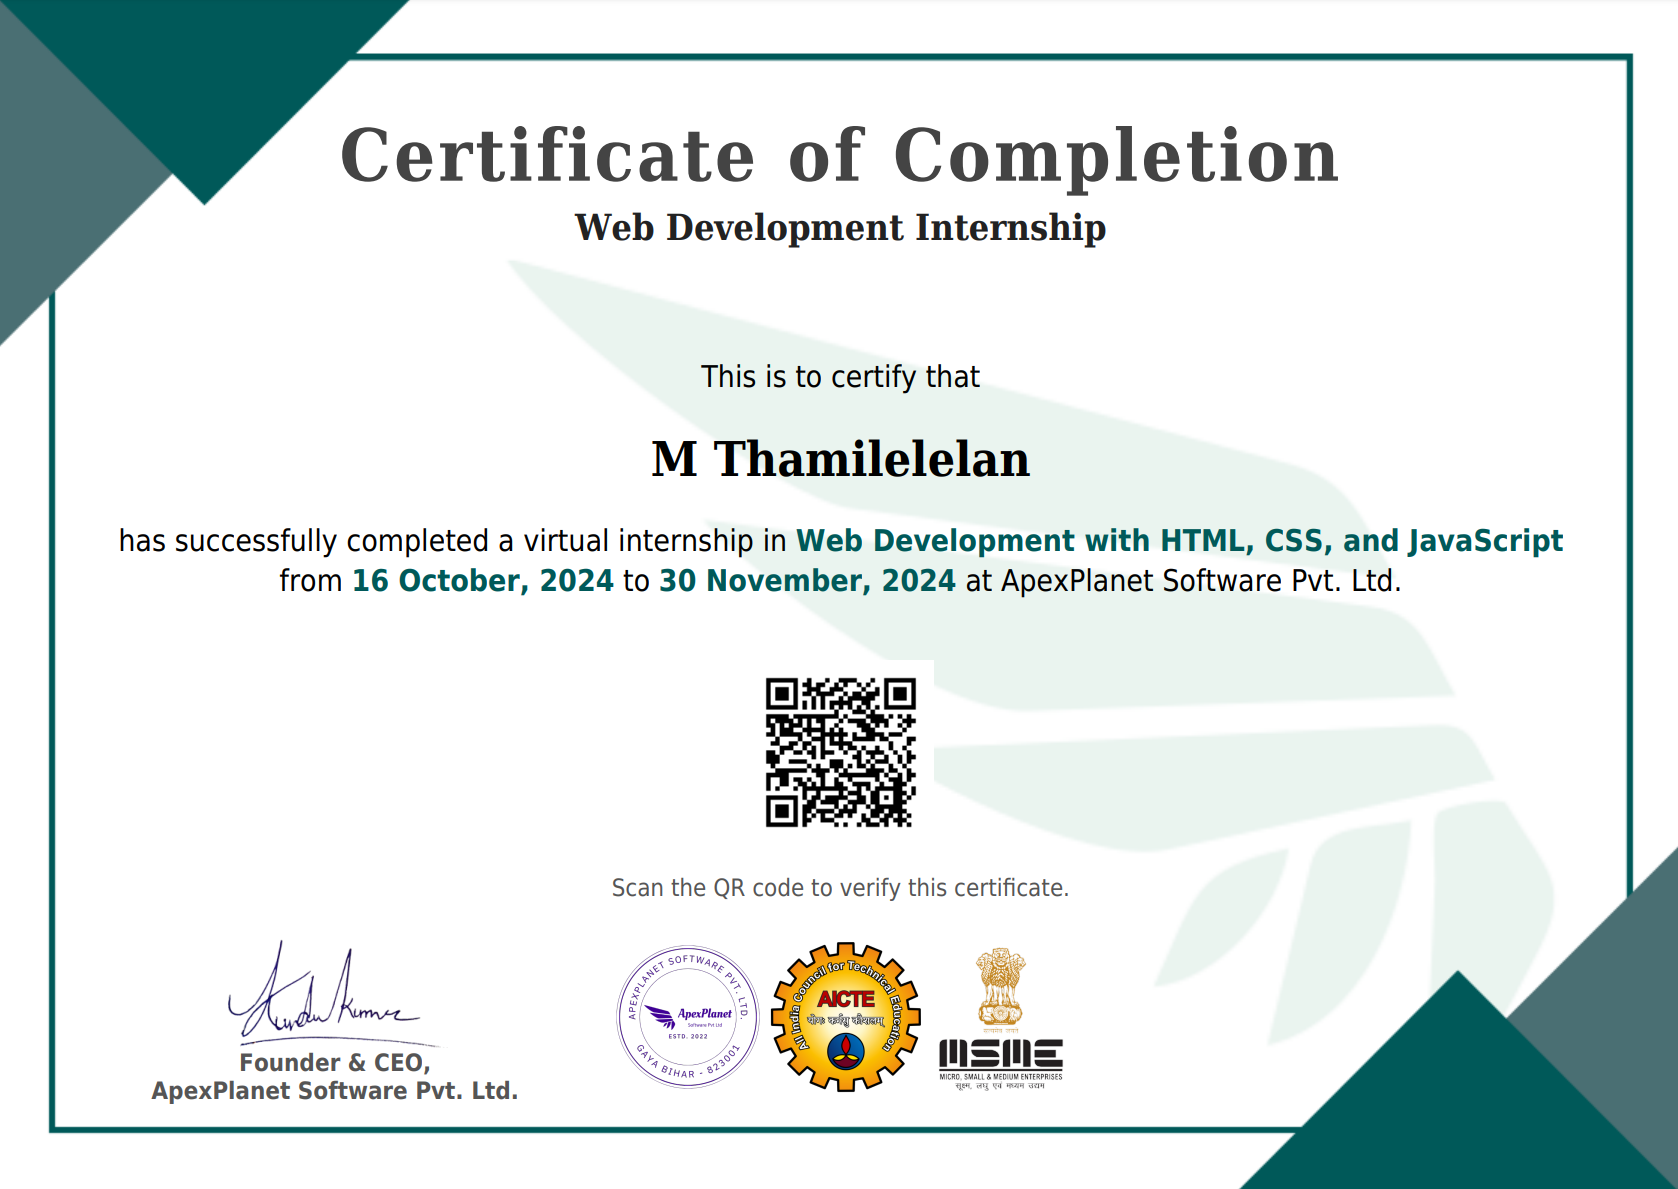 Certificate of Completion
Web Development Internship
This is to certify that
M Thamilelelan
has successfully completed a virtual internship in Web Development with HTML, CSS, and JavaScript
from 16 October, 2024 to 30 November, 2024 at ApexPlanet Software Pvt. Ltd.
Scan the QR code to verify this certificate.
Founder & CEO,
ApexPlanet Software Pvt. Ltd.
APEXPLANET SOFTWARE PVT. LTD.
ApexPlanet
Software Pvt Ltd
ESTD. 2022
GAYA BIHAR - 823001
All India Council for Technical Education
AICTE
योगः कर्मसु कौशलम्
सत्यमेव जयते
MSME
MICRO, SMALL & MEDIUM ENTERPRISES
सूक्ष्म, लघु एवं मध्यम उद्यम